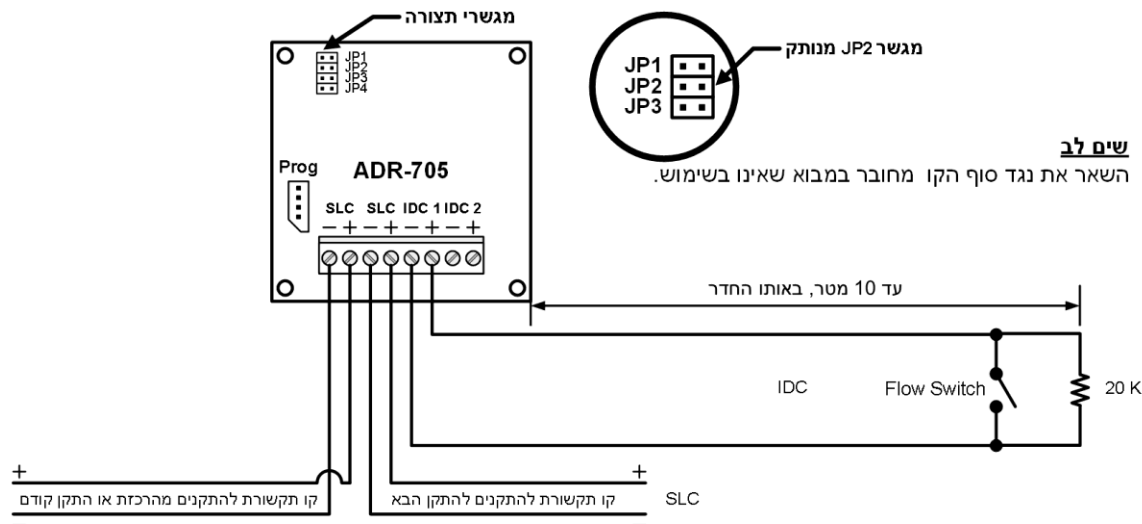 מגשרי תצורה
JP1
JP2
JP3
JP4
JP1
JP2
JP3
מגשר JP2 מנותק
שים לב
השאר את נגד סוף הקו מחובר במבוא שאינו בשימוש.
Prog
ADR-705
SLC SLC IDC 1 IDC 2
− + − + − + − +
עד 10 מטר, באותו החדר
IDC
Flow Switch
20 K
+
קו תקשורת להתקנים מהרכזת או התקן קודם
−
+
קו תקשורת להתקנים להתקן הבא
−
SLC